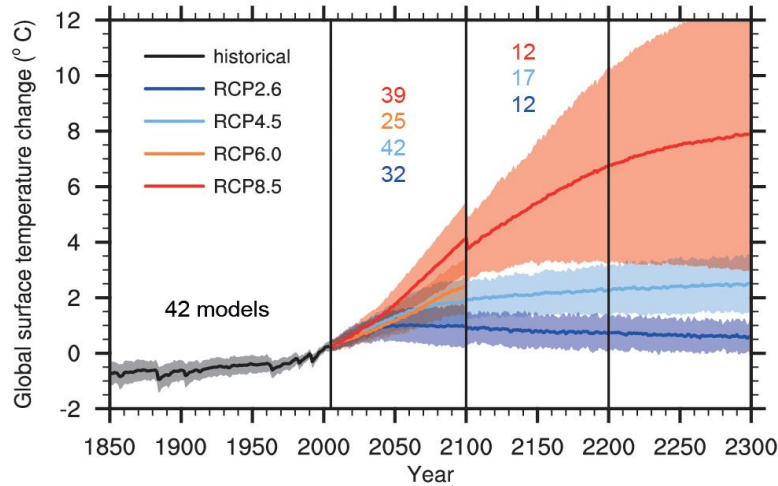 Global surface temperature change (° C)
12
10
8
6
4
2
0
-2
historical
RCP2.6
RCP4.5
RCP6.0
RCP8.5
42 models
39
25
42
32
12
17
12
1850 1900 1950 2000 2050 2100 2150 2200 2250 2300
Year